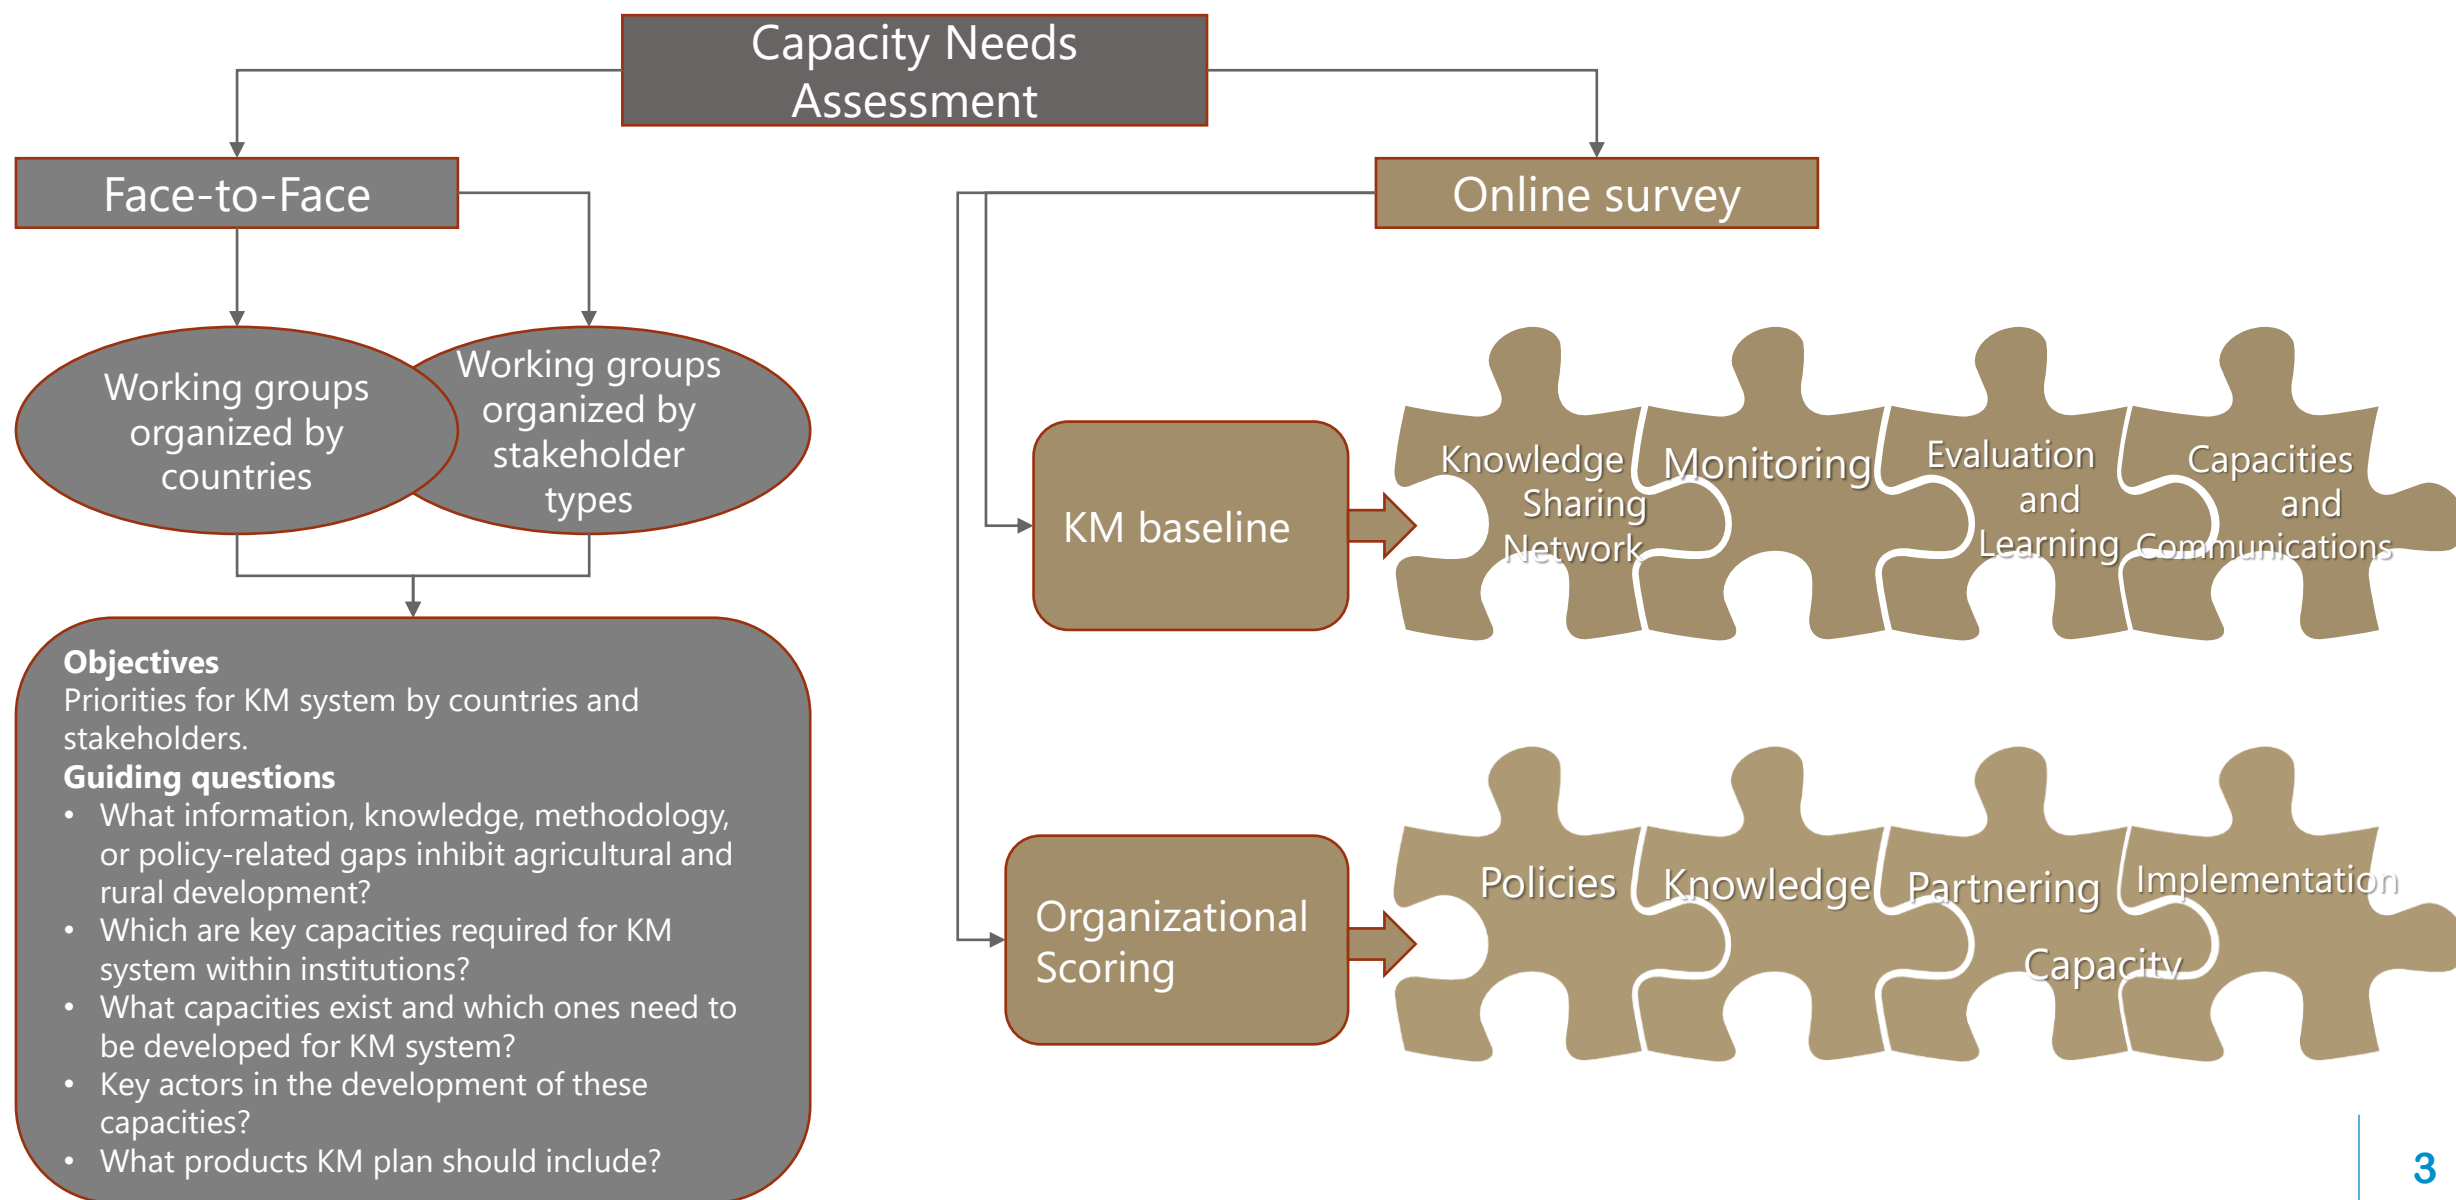 Capacity Needs
Assessment
Face-to-Face
Online survey
Working groups
organized by
countries
Working groups
organized by
stakeholder
types
Objectives
Priorities for KM system by countries and
stakeholders.
Guiding questions
• What information, knowledge, methodology,
or policy-related gaps inhibit agricultural and
rural development?
• Which are key capacities required for KM
system within institutions?
• What capacities exist and which ones need to
be developed for KM system?
• Key actors in the development of these
capacities?
• What products KM plan should include?
KM baseline
Knowledge
Sharing
Network
Monitoring
Evaluation
and
Learning
Capacities
and
Communications
Organizational
Scoring
Policies
Knowledge
Partnering
Implementation
Capacity
3